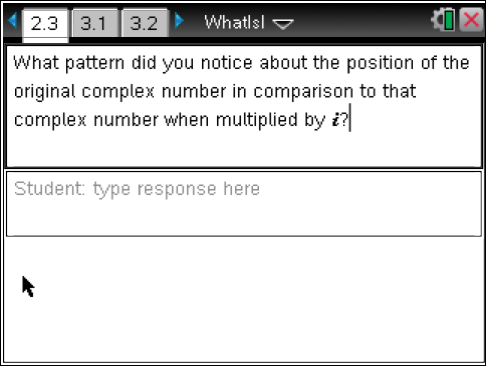 2.3 3.1 3.2 WhatIsI
What pattern did you notice about the position of the
original complex number in comparison to that
complex number when multiplied by i?
Student: type response here